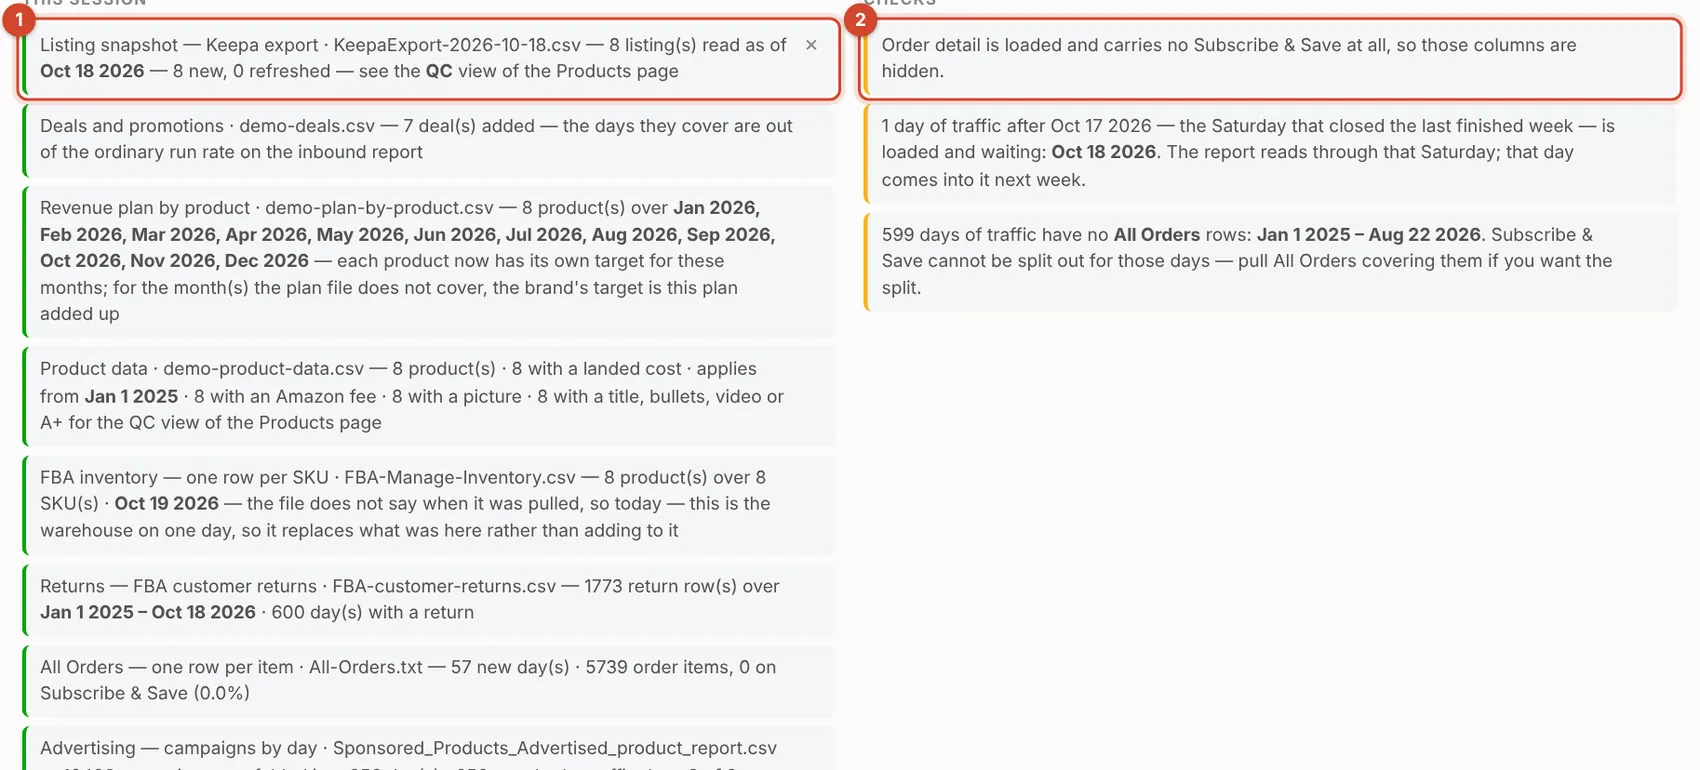 THIS SESSION
1
Listing snapshot — Keepa export · KeepaExport-2026-10-18.csv — 8 listing(s) read as of ×
Oct 18 2026 — 8 new, 0 refreshed — see the QC view of the Products page
Deals and promotions · demo-deals.csv — 7 deal(s) added — the days they cover are out
of the ordinary run rate on the inbound report
Revenue plan by product · demo-plan-by-product.csv — 8 product(s) over Jan 2026,
Feb 2026, Mar 2026, Apr 2026, May 2026, Jun 2026, Jul 2026, Aug 2026, Sep 2026,
Oct 2026, Nov 2026, Dec 2026 — each product now has its own target for these
months; for the month(s) the plan file does not cover, the brand's target is this plan
added up
Product data · demo-product-data.csv — 8 product(s) · 8 with a landed cost · applies
from Jan 1 2025 · 8 with an Amazon fee · 8 with a picture · 8 with a title, bullets, video or
A+ for the QC view of the Products page
FBA inventory — one row per SKU · FBA-Manage-Inventory.csv — 8 product(s) over 8
SKU(s) · Oct 19 2026 — the file does not say when it was pulled, so today — this is the
warehouse on one day, so it replaces what was here rather than adding to it
Returns — FBA customer returns · FBA-customer-returns.csv — 1773 return row(s) over
Jan 1 2025 – Oct 18 2026 · 600 day(s) with a return
All Orders — one row per item · All-Orders.txt — 57 new day(s) · 5739 order items, 0 on
Subscribe & Save (0.0%)
Advertising — campaigns by day · Sponsored_Products_Advertised_product_report.csv
CHECKS
2
Order detail is loaded and carries no Subscribe & Save at all, so those columns are
hidden.
1 day of traffic after Oct 17 2026 — the Saturday that closed the last finished week — is
loaded and waiting: Oct 18 2026. The report reads through that Saturday; that day
comes into it next week.
599 days of traffic have no All Orders rows: Jan 1 2025 – Aug 22 2026. Subscribe &
Save cannot be split out for those days — pull All Orders covering them if you want the
split.